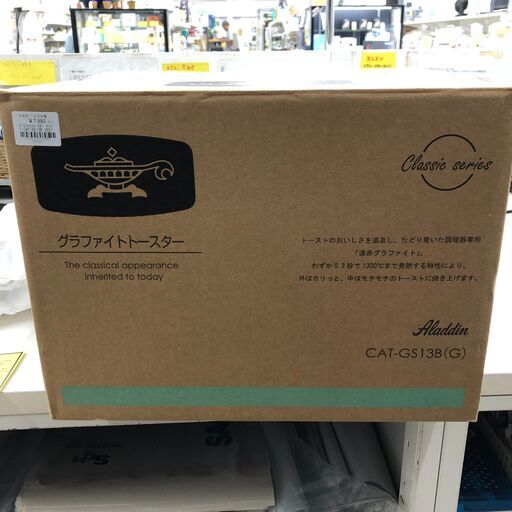 ¥7,980
Classic series
グラファイトトースター
The classical appearance
inherited to today
トーストのおいしさを追及し、たどり着いた調理器専用
「遠赤グラファイト」。
わずか0.2秒で1300℃まで発熱する特性により、
外はカリっと、中はモチモチのトーストに焼き上げます。
Aladdin
CAT-GS13B(G)